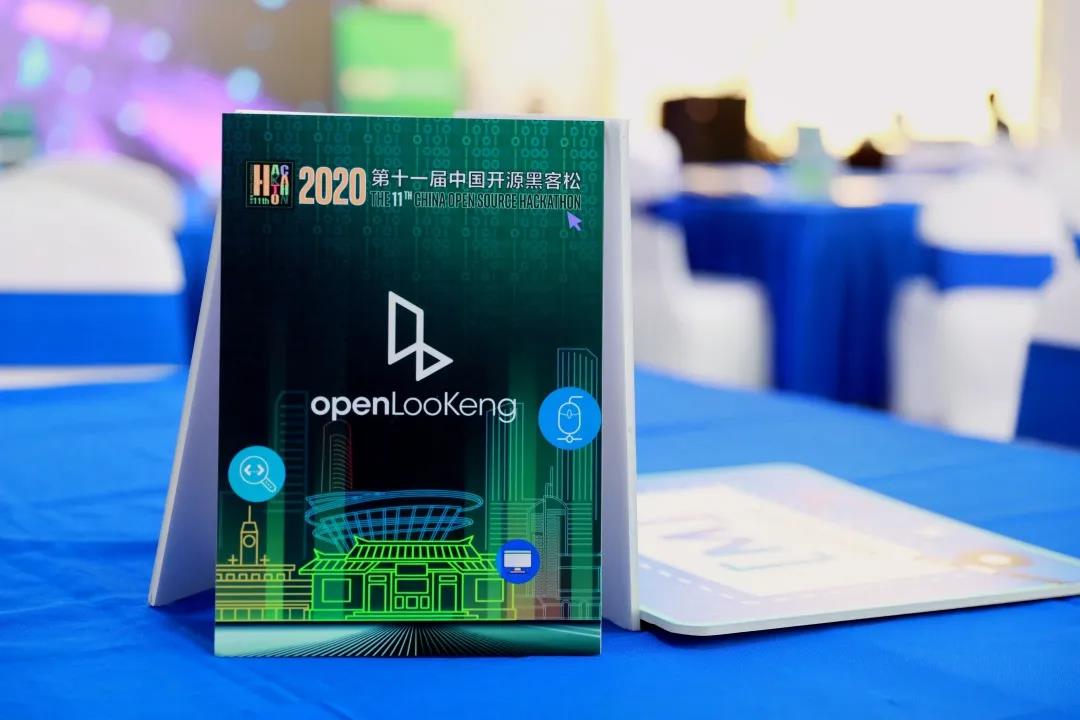 HACKATHON
11th
2020
第十一届中国开源黑客松
THE 11TH CHINA OPEN SOURCE HACKATHON
openLooKeng